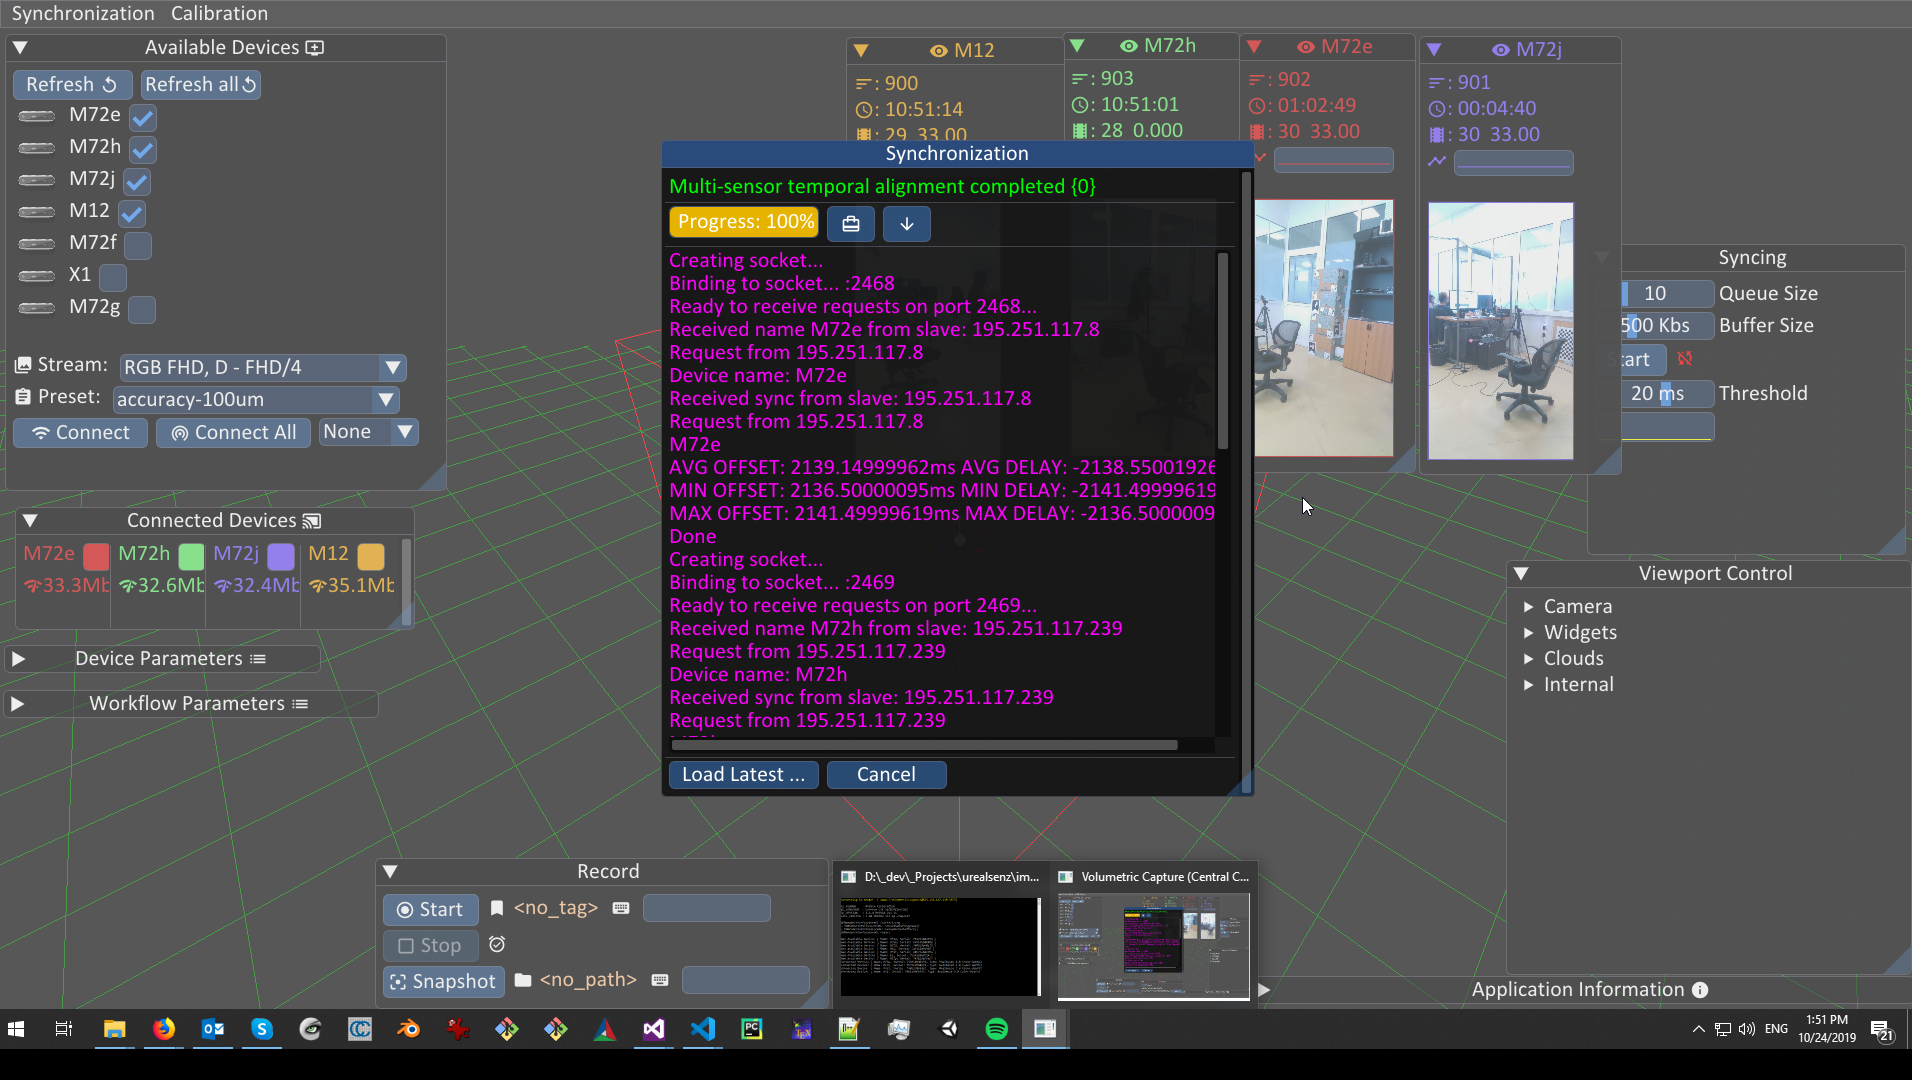 Synchronization Calibration
Available Devices
Refresh Refresh all
M72e
M72h
M72j
M12
M72f
X1
M72g
Stream: RGB FHD, D - FHD/4
Preset: accuracy-100um
Connect Connect All None
Connected Devices
M72e M72h M72j M12
33.3Mb 32.6Mb 32.4Mb 35.1Mb
Device Parameters
Workflow Parameters
M12
: 900
: 10:51:14
: 29 33.00
M72h
: 903
: 10:51:01
: 28 0.000
M72e
: 902
: 01:02:49
: 30 33.00
M72j
: 901
: 00:04:40
: 30 33.00
Synchronization
Multi-sensor temporal alignment completed {0}
Progress: 100%
Creating socket...
Binding to socket... :2468
Ready to receive requests on port 2468...
Received name M72e from slave: 195.251.117.8
Request from 195.251.117.8
Device name: M72e
Received sync from slave: 195.251.117.8
Request from 195.251.117.8
M72e
AVG OFFSET: 2139.14999962ms AVG DELAY: -2138.55001926
MIN OFFSET: 2136.50000095ms MIN DELAY: -2141.49999619
MAX OFFSET: 2141.49999619ms MAX DELAY: -2136.5000009
Done
Creating socket...
Binding to socket... :2469
Ready to receive requests on port 2469...
Received name M72h from slave: 195.251.117.239
Request from 195.251.117.239
Device name: M72h
Received sync from slave: 195.251.117.239
Request from 195.251.117.239
Load Latest ... Cancel
Syncing
10 Queue Size
500 Kbs Buffer Size
tart
20 ms Threshold
Viewport Control
Camera
Widgets
Clouds
Internal
Record
Start <no_tag>
Stop
Snapshot <no_path>
D:\_dev\_Projects\urealsenz\im...
Volumetric Capture (Central C...
Application Information
ENG
1:51 PM
10/24/2019
21